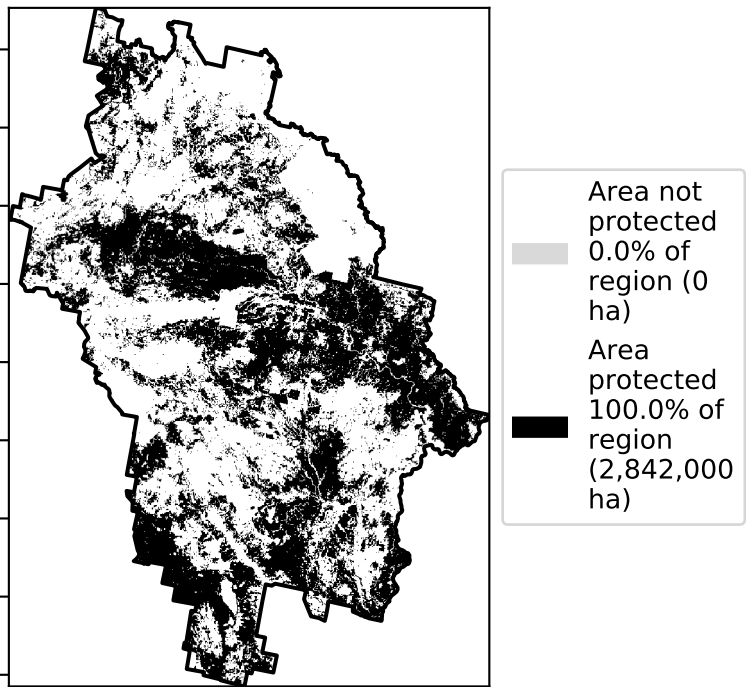 Area not
protected
0.0% of
region (0
ha)
Area
protected
100.0% of
region
(2,842,000
ha)